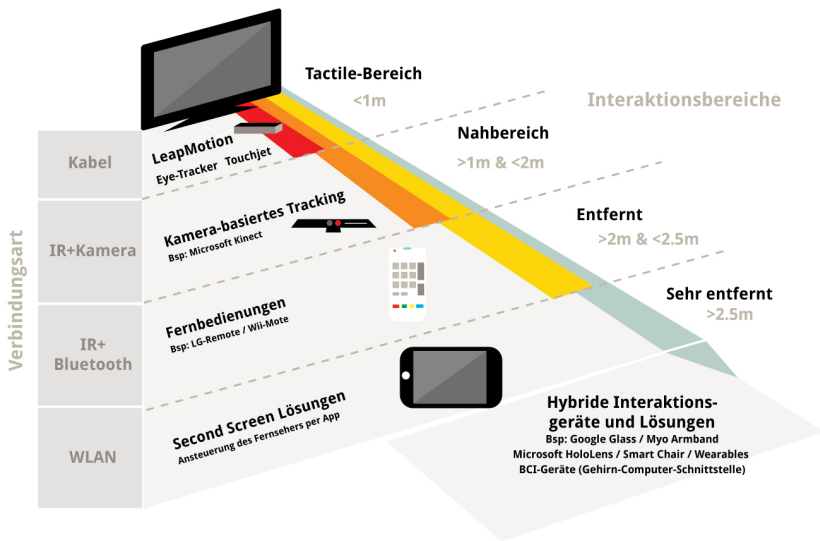 Tactile-Bereich
<1m
Interaktionsbereiche
Nahbereich
>1m & <2m
Entfernt
>2m & <2.5m
Sehr entfernt
>2.5m
Verbindungsart
Kabel
LeapMotion
Eye-Tracker Touchjet
IR+Kamera
Kamera-basiertes Tracking
Bsp: Microsoft Kinect
IR+
Bluetooth
Fernbedienungen
Bsp: LG-Remote / Wii-Mote
WLAN
Second Screen Lösungen
Ansteuerung des Fernsehers per App
Hybride Interaktions-
geräte und Lösungen
Bsp: Google Glass / Myo Armband
Microsoft HoloLens / Smart Chair / Wearables
BCI-Geräte (Gehirn-Computer-Schnittstelle)